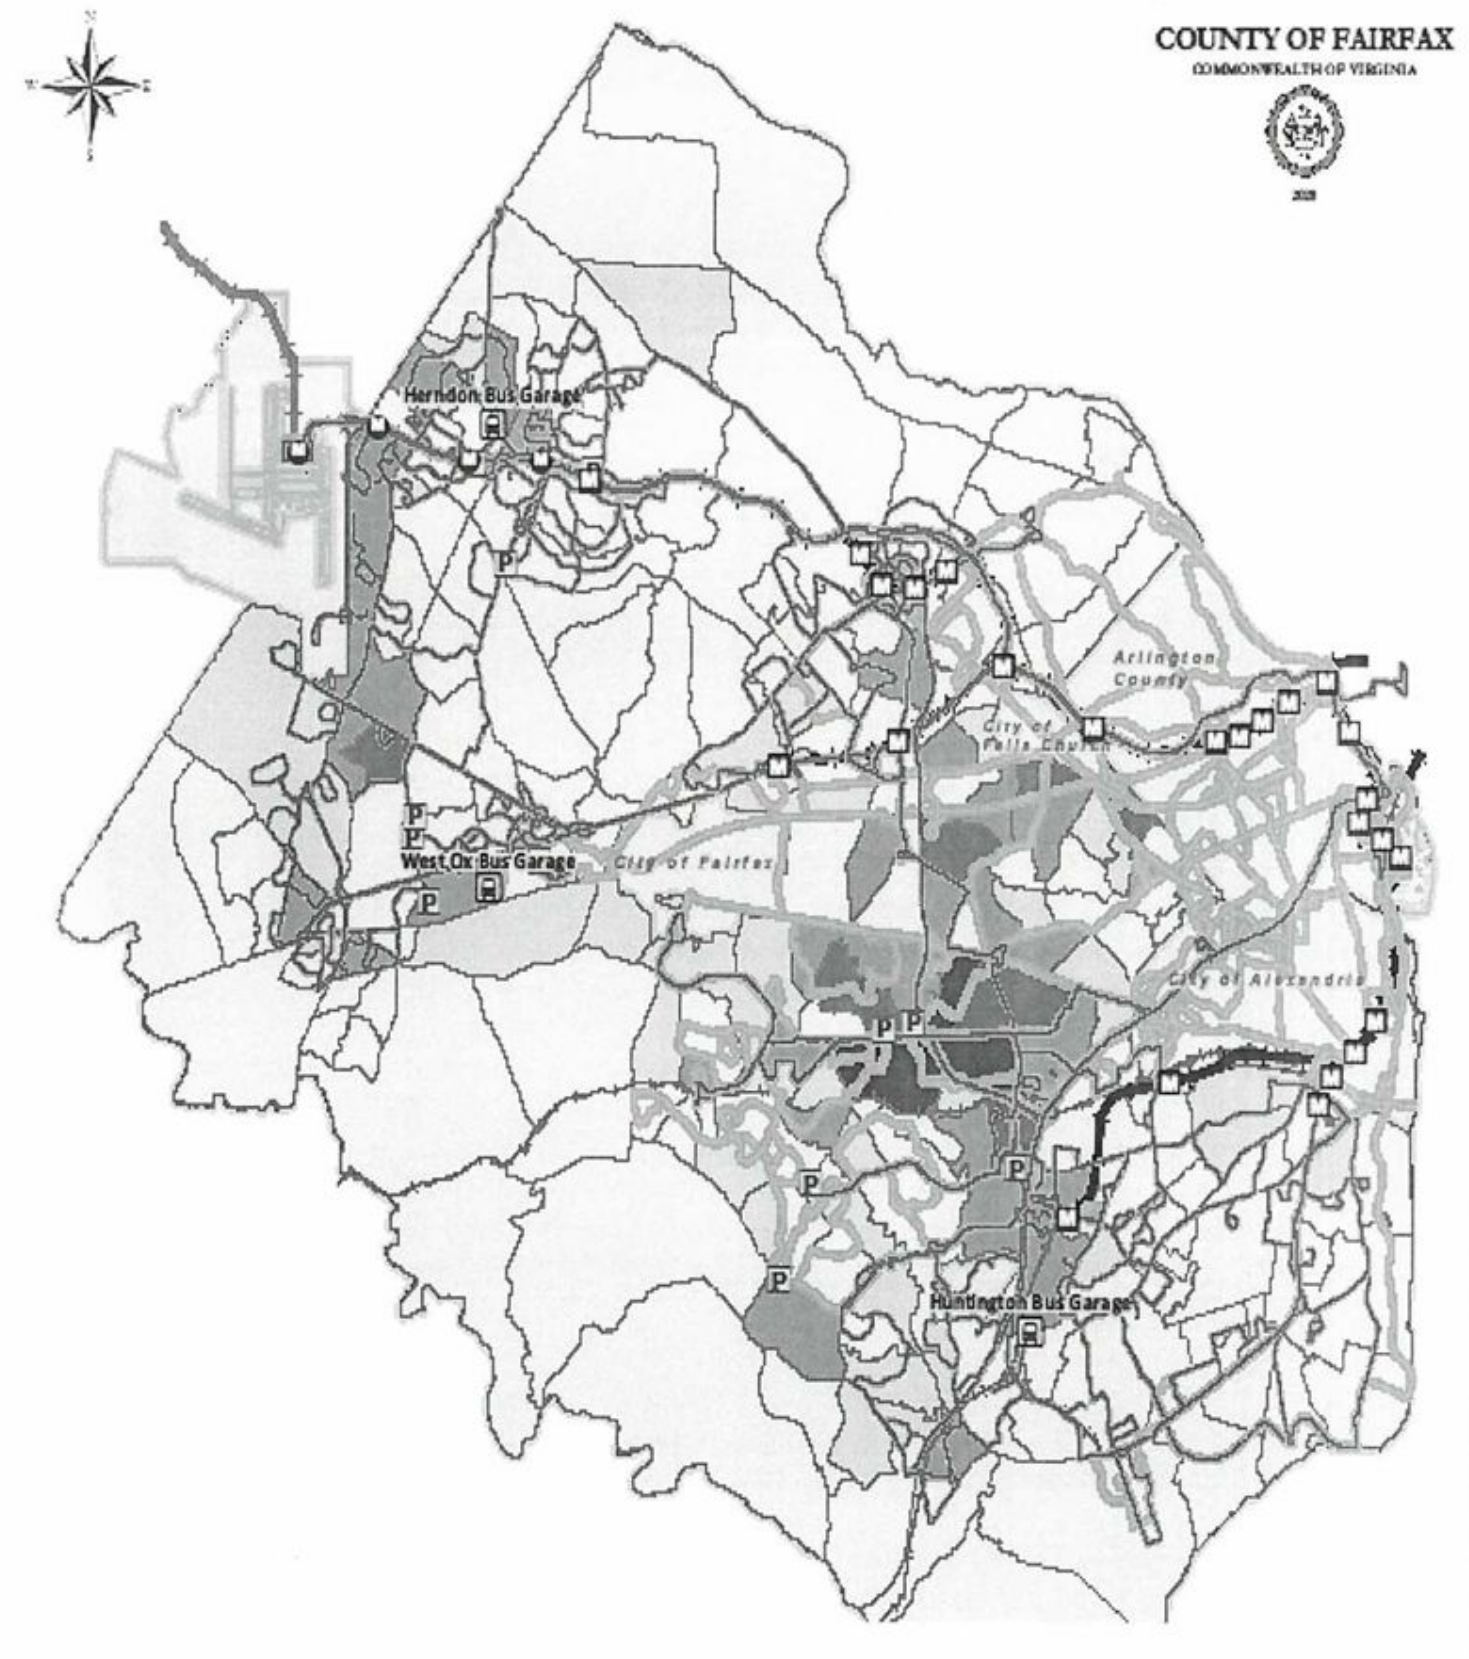 N
COUNTY OF FAIRFAX
COMMONWEALTH OF VIRGINIA
W E
S
Herndon Bus Garage
P
Arlington
County
City of
Falls Church
P
P
West Ox Bus Garage
City of Fairfax
P
City of Alexandria
P P
P
P
P
Huntington Bus Garage